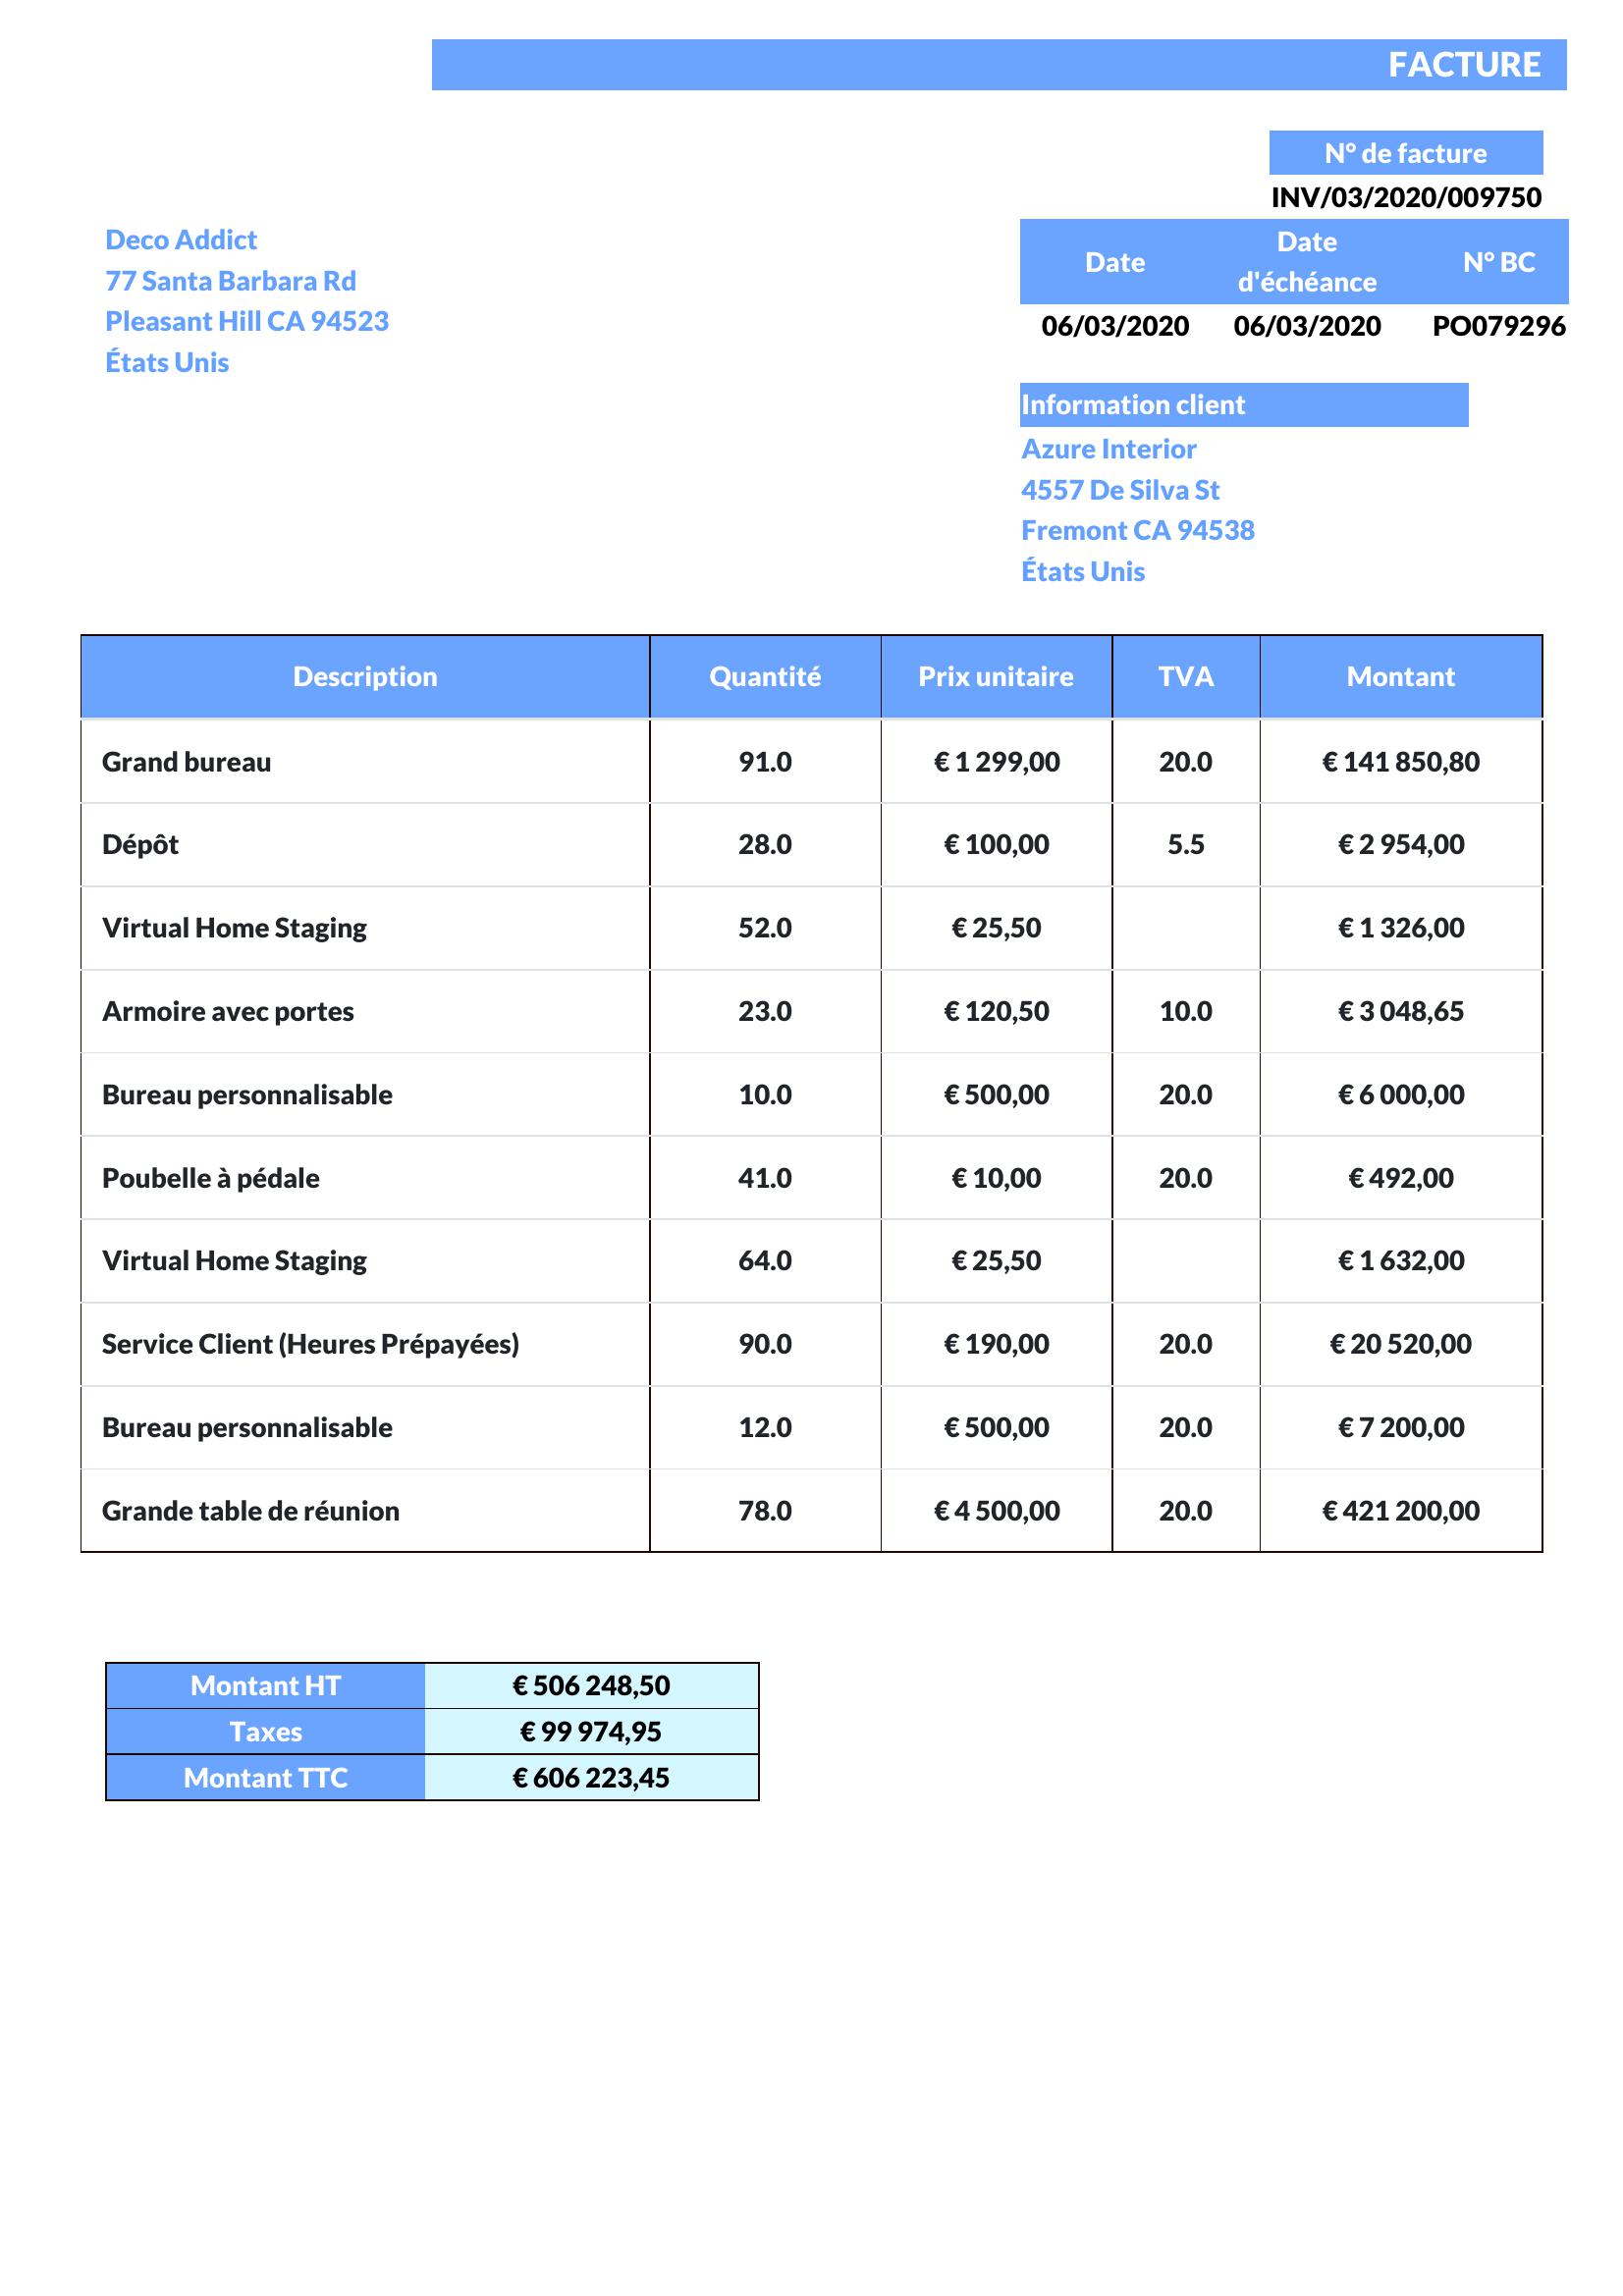 FACTURE
N° de facture
INV/03/2020/009750
Deco Addict
77 Santa Barbara Rd
Pleasant Hill CA 94523
États Unis
Date Date d'échéance N° BC
06/03/2020 06/03/2020 PO079296
Information client
Azure Interior
4557 De Silva St
Fremont CA 94538
États Unis
Description Quantité Prix unitaire TVA Montant
Grand bureau 91.0 € 1 299,00 20.0 € 141 850,80
Dépôt 28.0 € 100,00 5.5 € 2 954,00
Virtual Home Staging 52.0 € 25,50 € 1 326,00
Armoire avec portes 23.0 € 120,50 10.0 € 3 048,65
Bureau personnalisable 10.0 € 500,00 20.0 € 6 000,00
Poubelle à pédale 41.0 € 10,00 20.0 € 492,00
Virtual Home Staging 64.0 € 25,50 € 1 632,00
Service Client (Heures Prépayées) 90.0 € 190,00 20.0 € 20 520,00
Bureau personnalisable 12.0 € 500,00 20.0 € 7 200,00
Grande table de réunion 78.0 € 4 500,00 20.0 € 421 200,00
Montant HT € 506 248,50
Taxes € 99 974,95
Montant TTC € 606 223,45